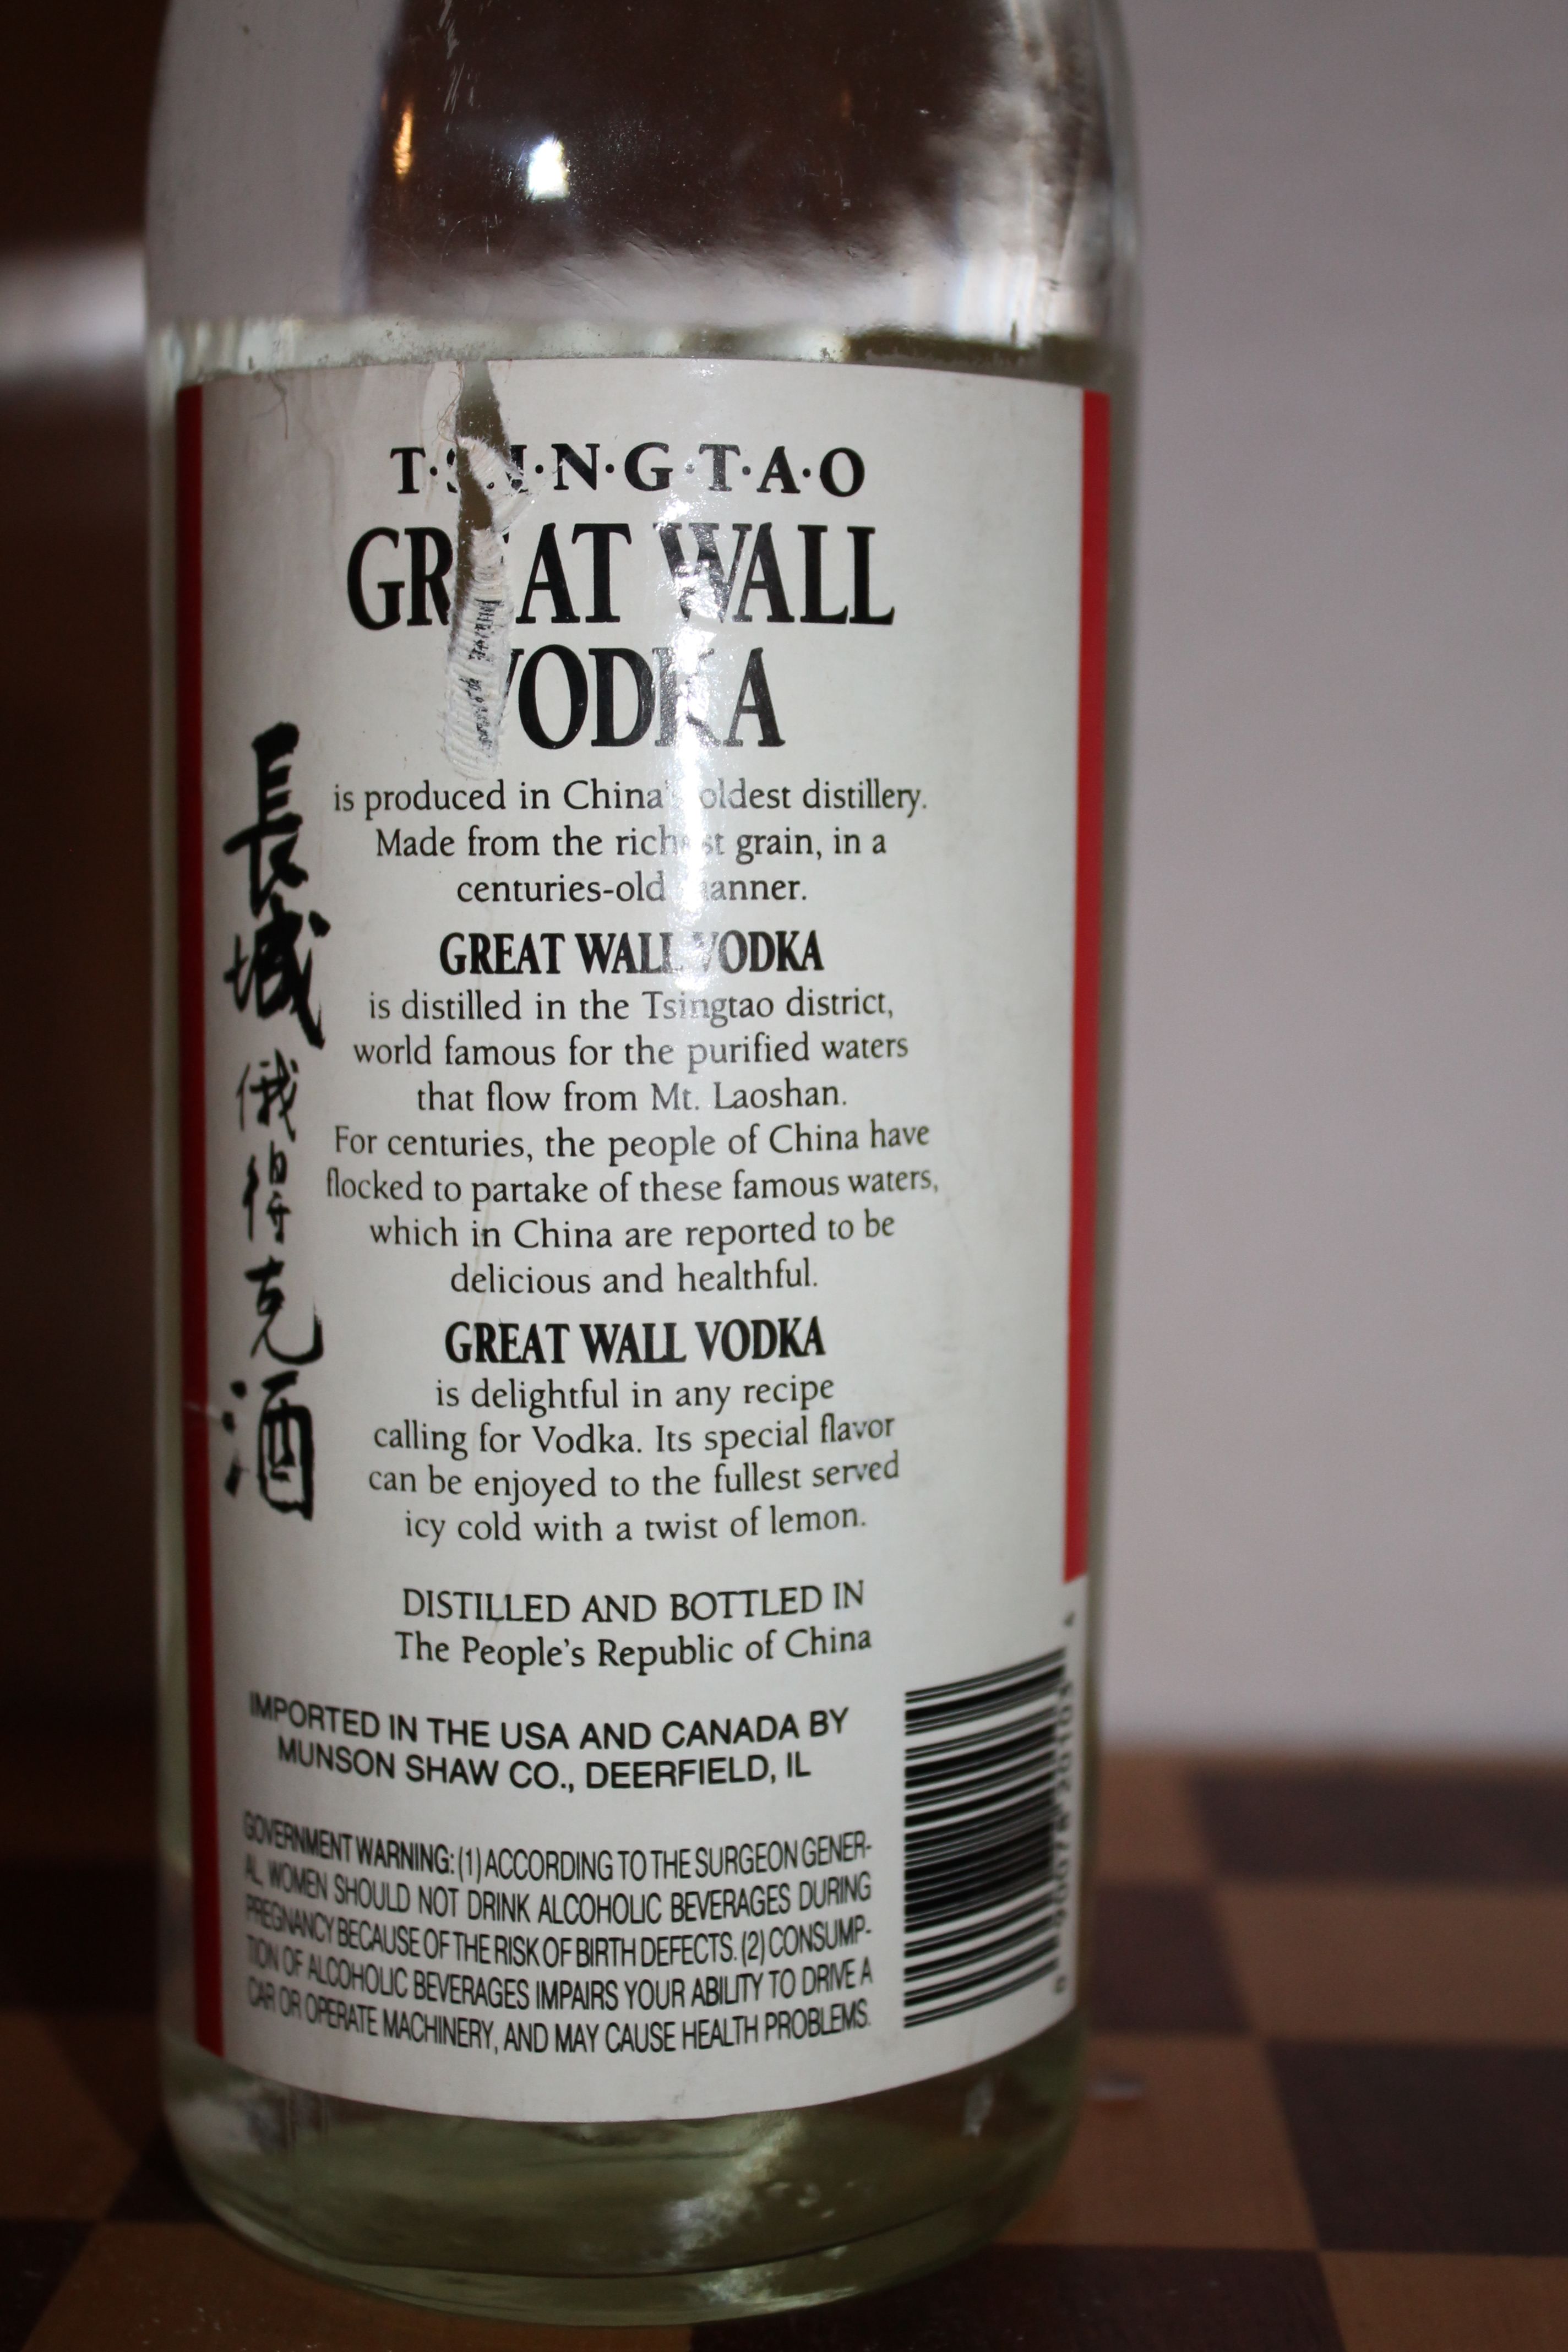 T·S·I·N·G·T·A·O
GREAT WALL
VODKA
長城俄得克酒
is produced in China's oldest distillery.
Made from the richest grain, in a
centuries-old manner.
GREAT WALL VODKA
is distilled in the Tsingtao district,
world famous for the purified waters
that flow from Mt. Laoshan.
For centuries, the people of China have
flocked to partake of these famous waters,
which in China are reported to be
delicious and healthful.
GREAT WALL VODKA
is delightful in any recipe
calling for Vodka. Its special flavor
can be enjoyed to the fullest served
icy cold with a twist of lemon.
DISTILLED AND BOTTLED IN
The People's Republic of China
IMPORTED IN THE USA AND CANADA BY
MUNSON SHAW CO., DEERFIELD, IL
GOVERNMENT WARNING: (1) ACCORDING TO THE SURGEON GENER-
AL, WOMEN SHOULD NOT DRINK ALCOHOLIC BEVERAGES DURING
PREGNANCY BECAUSE OF THE RISK OF BIRTH DEFECTS. (2) CONSUMP-
TION OF ALCOHOLIC BEVERAGES IMPAIRS YOUR ABILITY TO DRIVE A
CAR OR OPERATE MACHINERY, AND MAY CAUSE HEALTH PROBLEMS.